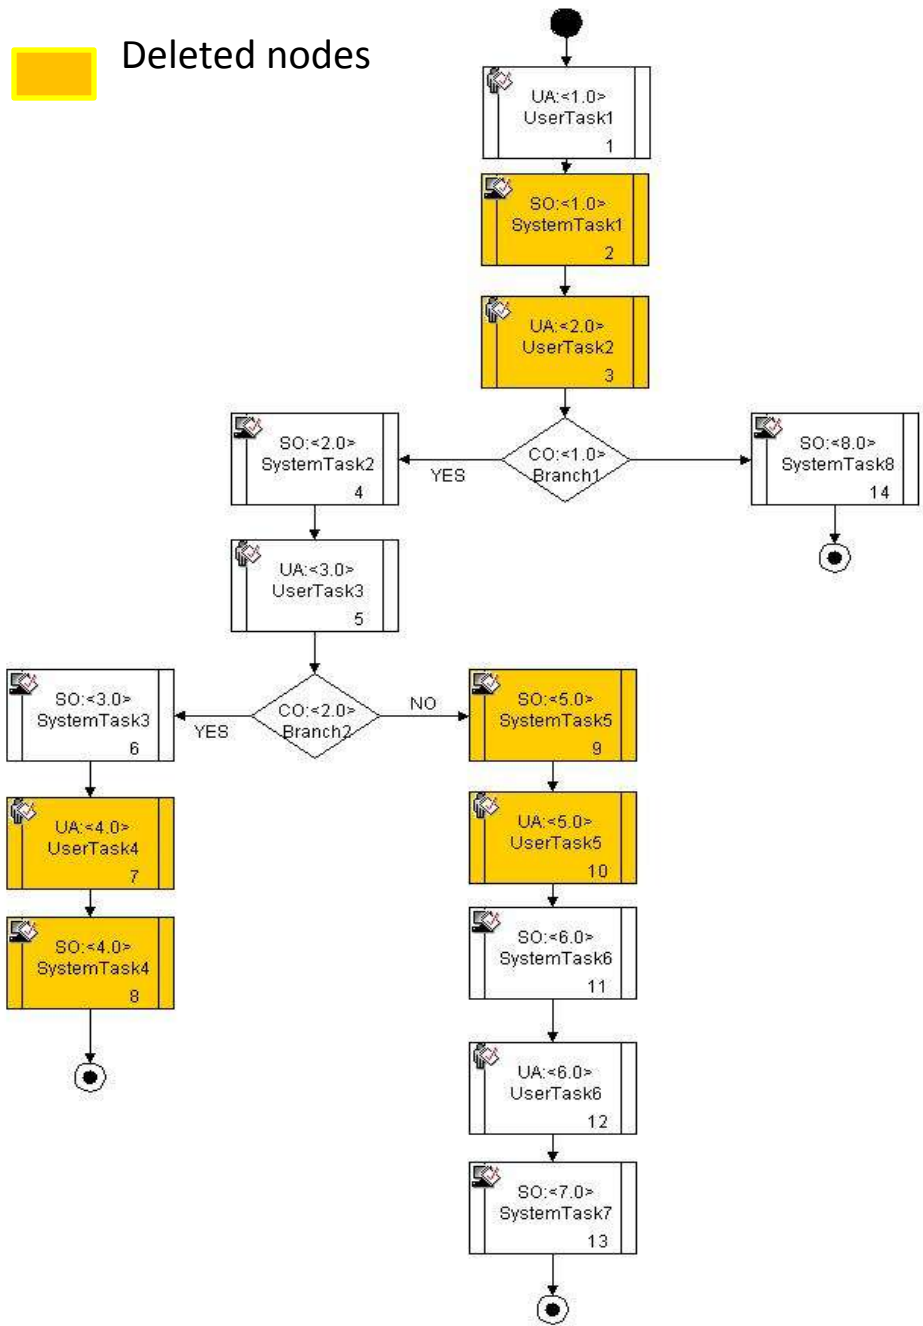 Deleted nodes
UA:<1.0>
UserTask1
1
SO:<1.0>
SystemTask1
2
UA:<2.0>
UserTask2
3
CO:<1.0>
Branch1
YES
SO:<2.0>
SystemTask2
4
SO:<8.0>
SystemTask8
14
UA:<3.0>
UserTask3
5
CO:<2.0>
Branch2
YES
NO
SO:<3.0>
SystemTask3
6
UA:<4.0>
UserTask4
7
SO:<4.0>
SystemTask4
8
SO:<5.0>
SystemTask5
9
UA:<5.0>
UserTask5
10
SO:<6.0>
SystemTask6
11
UA:<6.0>
UserTask6
12
SO:<7.0>
SystemTask7
13